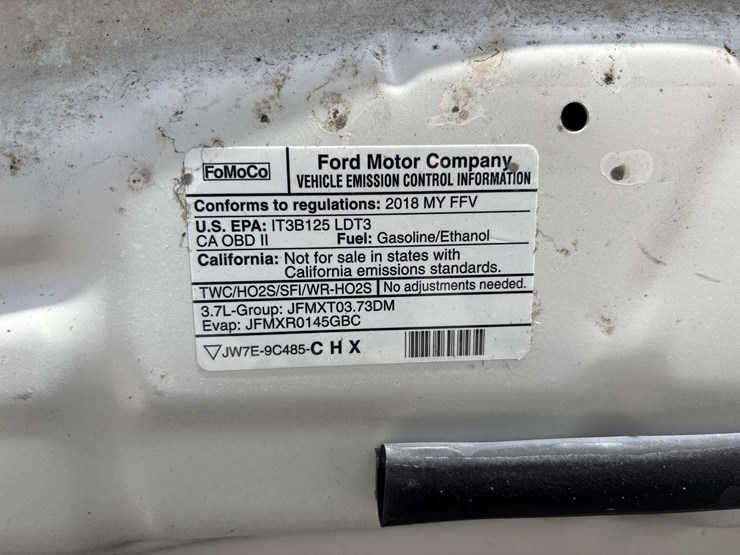 FoMoCo
Ford Motor Company
VEHICLE EMISSION CONTROL INFORMATION
Conforms to regulations: 2018 MY FFV
U.S. EPA: IT3B125 LDT3
CA OBD II Fuel: Gasoline/Ethanol
California: Not for sale in states with
California emissions standards.
TWC/HO2S/SFI/WR-HO2S No adjustments needed.
3.7L-Group: JFMXT03.73DM
Evap: JFMXR0145GBC
JW7E-9C485-C H X